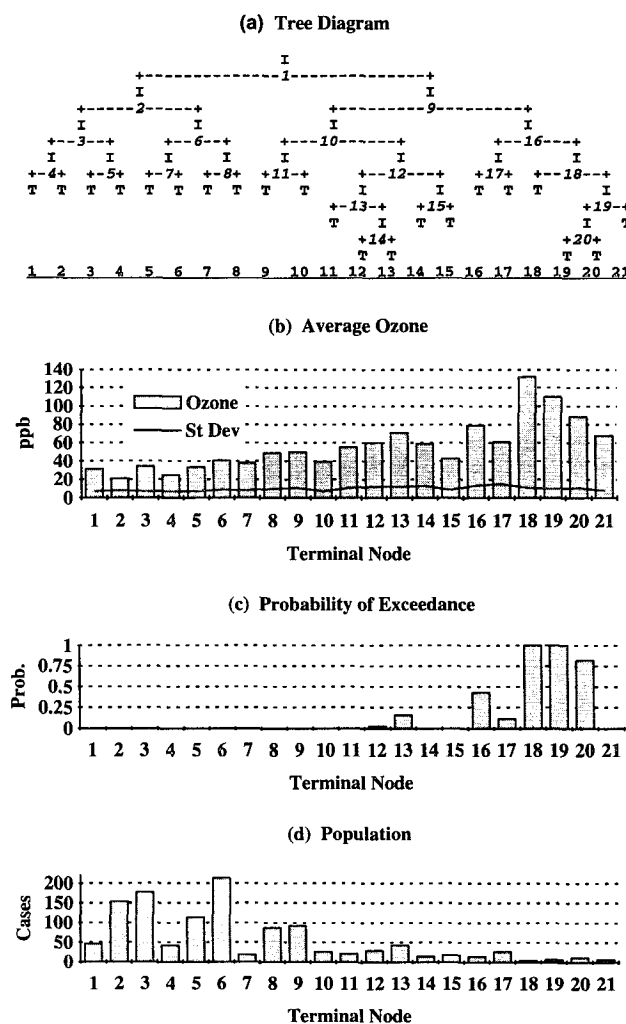 (a) Tree Diagram
I
+---------------1---------------+
I I
+-------2-------+ +----------9----------+
I I I I
+--3---+ +---6---+ +---10-------+ +---16----+
I I I I I I I I
+-4-+ +-5-+ +-7-+ +-8-+ +-11--+ +---12---+ +17-+ +--18---+
T T T T T T T T T T I I T T T I
+-13-+ +15-+ +19-+
T I T T I T
+14+ +20+
T T T T
1 2 3 4 5 6 7 8 9 10 11 12 13 14 15 16 17 18 19 20 21
(b) Average Ozone
140
120
100
80
60
40
20
0
ppb
Ozone
St Dev
1 2 3 4 5 6 7 8 9 10 11 12 13 14 15 16 17 18 19 20 21
Terminal Node
(c) Probability of Exceedance
1
0.75
0.5
0.25
0
Prob.
1 2 3 4 5 6 7 8 9 10 11 12 13 14 15 16 17 18 19 20 21
Terminal Node
(d) Population
200
150
100
50
0
Cases
1 2 3 4 5 6 7 8 9 10 11 12 13 14 15 16 17 18 19 20 21
Terminal Node